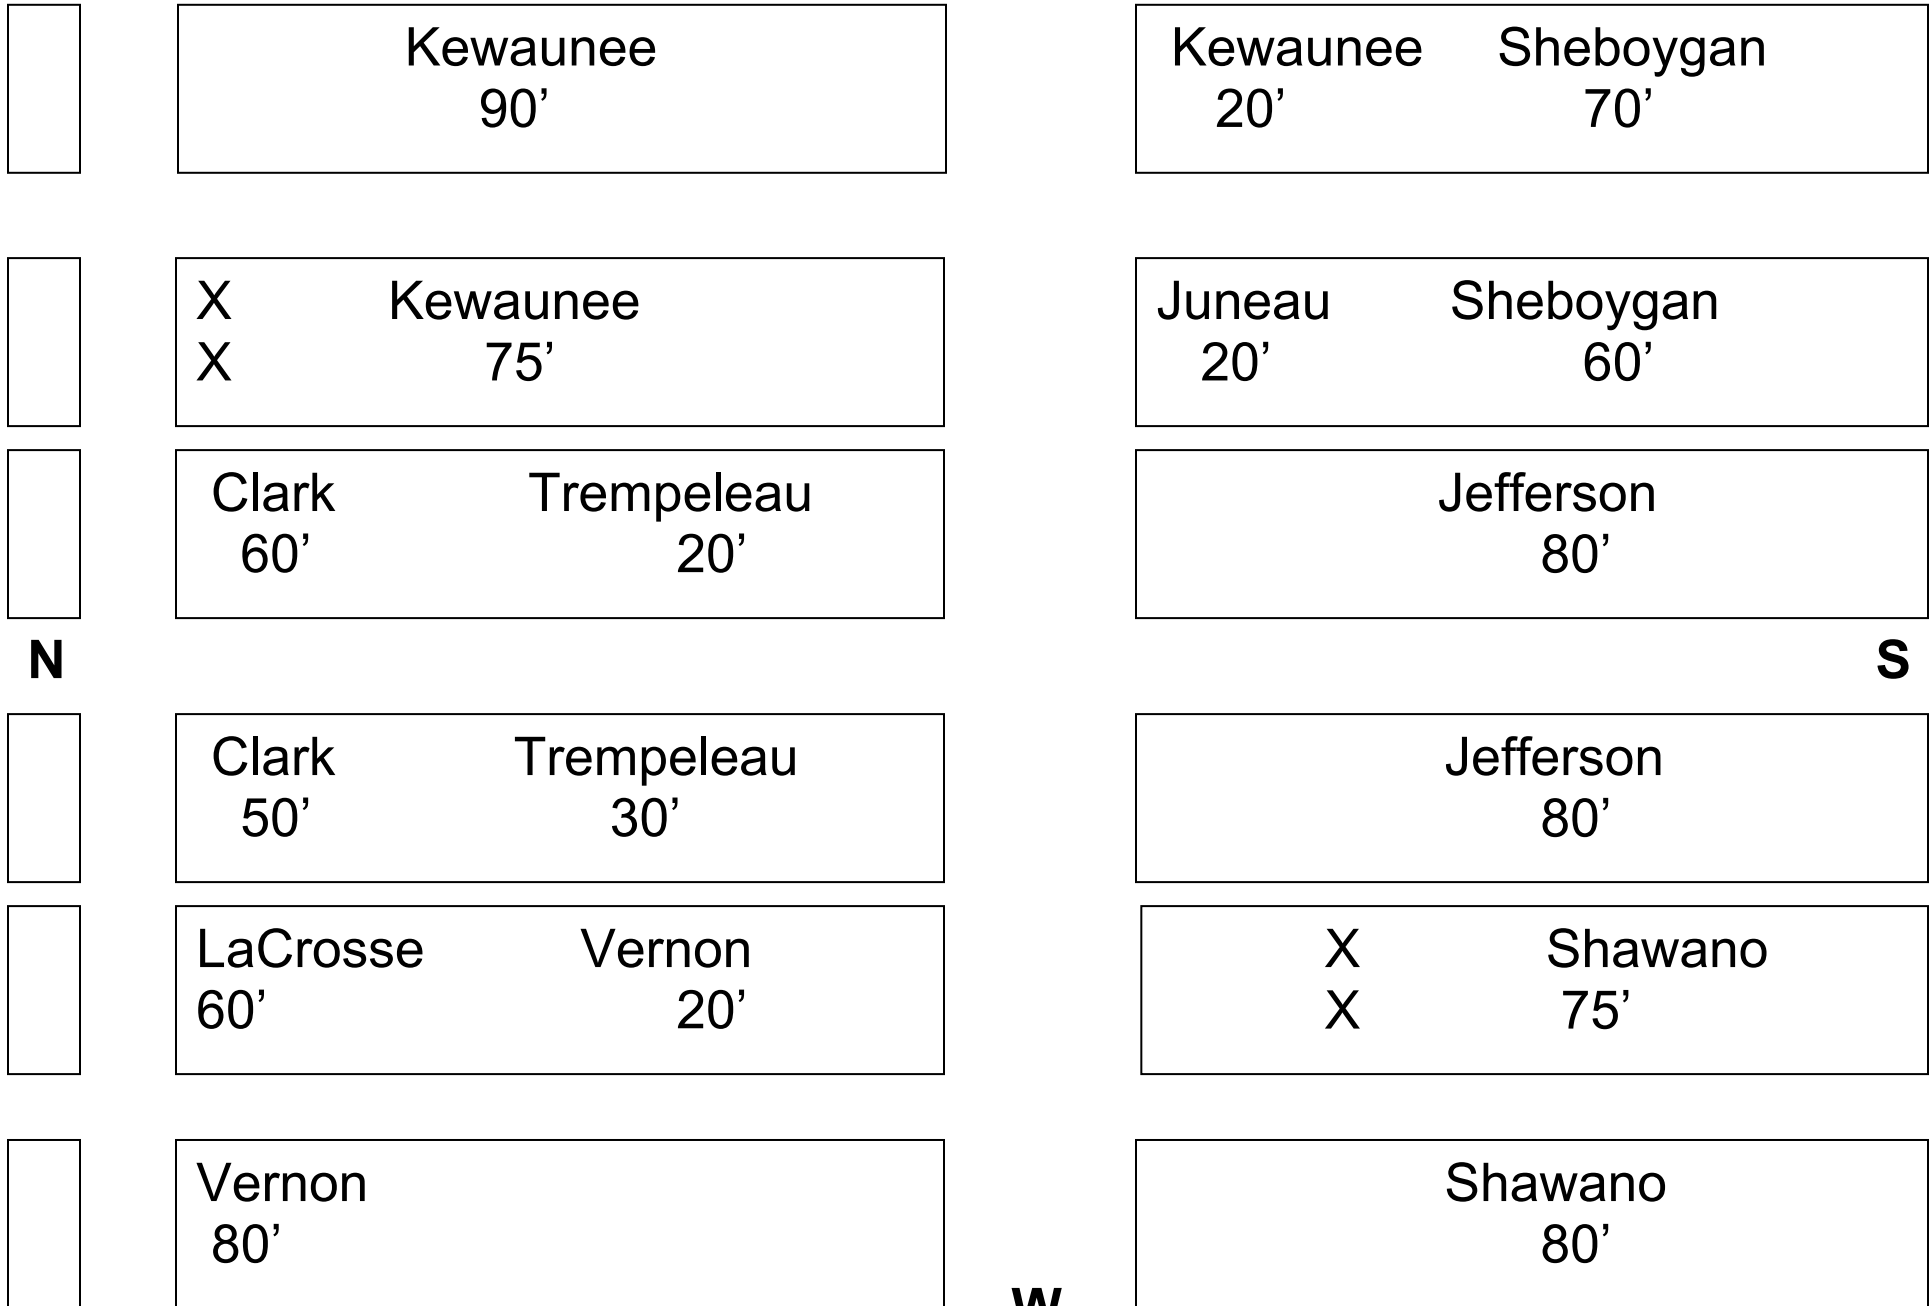 Kewaunee
90’
Kewaunee Sheboygan
20’ 70’
X Kewaunee
X 75’
Juneau Sheboygan
20’ 60’
Clark Trempeleau
60’ 20’
Jefferson
80’
N S
Clark Trempeleau
50’ 30’
Jefferson
80’
LaCrosse Vernon
60’ 20’
X Shawano
X 75’
Vernon
80’
Shawano
80’
W